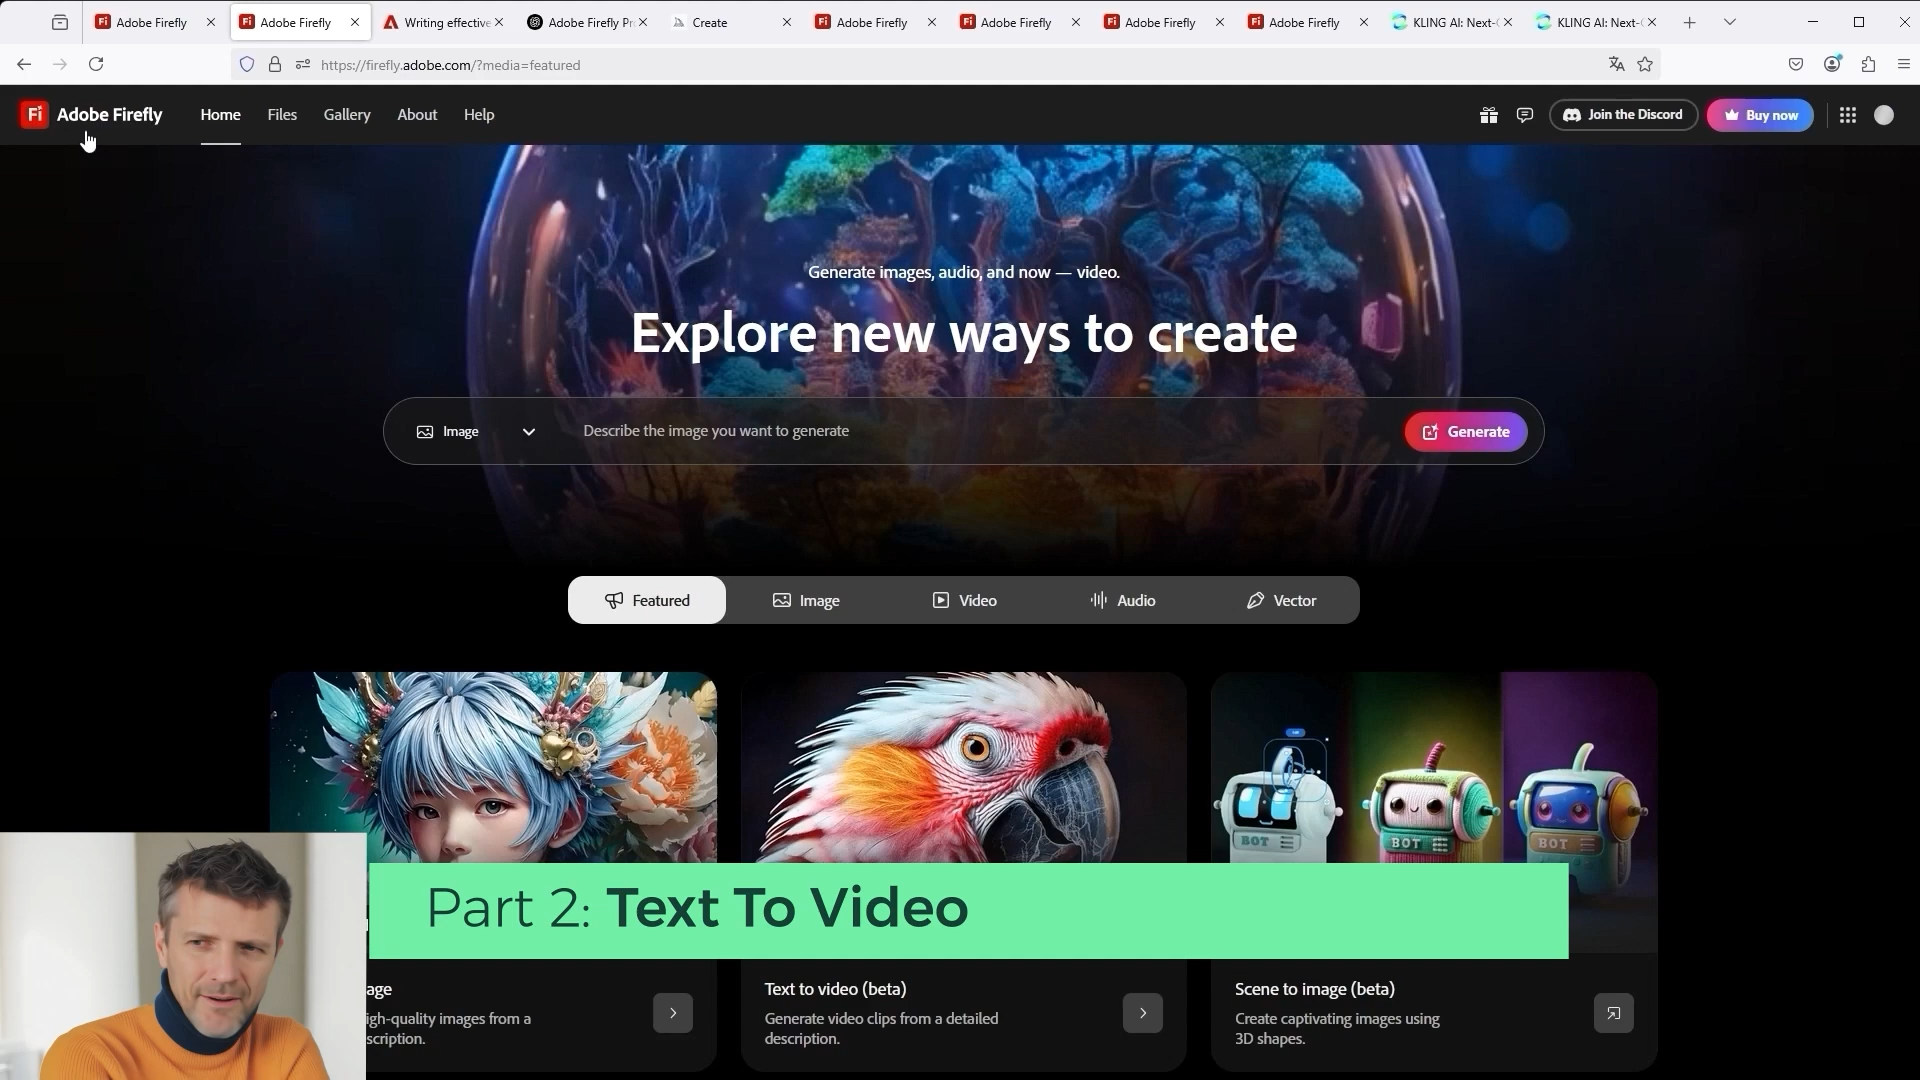 Adobe Firefly
Adobe Firefly
Writing effective
Adobe Firefly Pr
Create
Adobe Firefly
Adobe Firefly
Adobe Firefly
Adobe Firefly
KLING AI: Next-
KLING AI: Next-
https://firefly.adobe.com/?media=featured
Fi Adobe Firefly
Home
Files
Gallery
About
Help
Join the Discord
Buy now
Generate images, audio, and now — video.
Explore new ways to create
Image
Describe the image you want to generate
Generate
Featured
Image
Video
Audio
Vector
BOT
BOT
BOT
Part 2: Text To Video
age
igh-quality images from a
scription.
Text to video (beta)
Generate video clips from a detailed
description.
Scene to image (beta)
Create captivating images using
3D shapes.